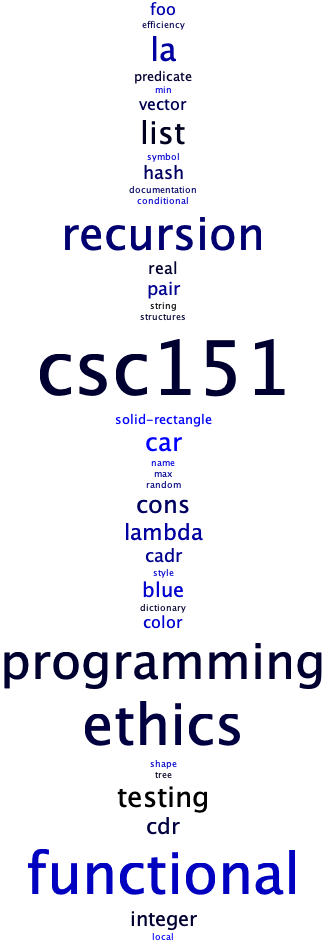 foo
efficiency
la
predicate
min
vector
list
symbol
hash
documentation
conditional
recursion
real
pair
string
structures
csc151
solid-rectangle
car
name
max
random
cons
lambda
cadr
style
blue
dictionary
color
programming
ethics
shape
tree
testing
cdr
functional
integer
local